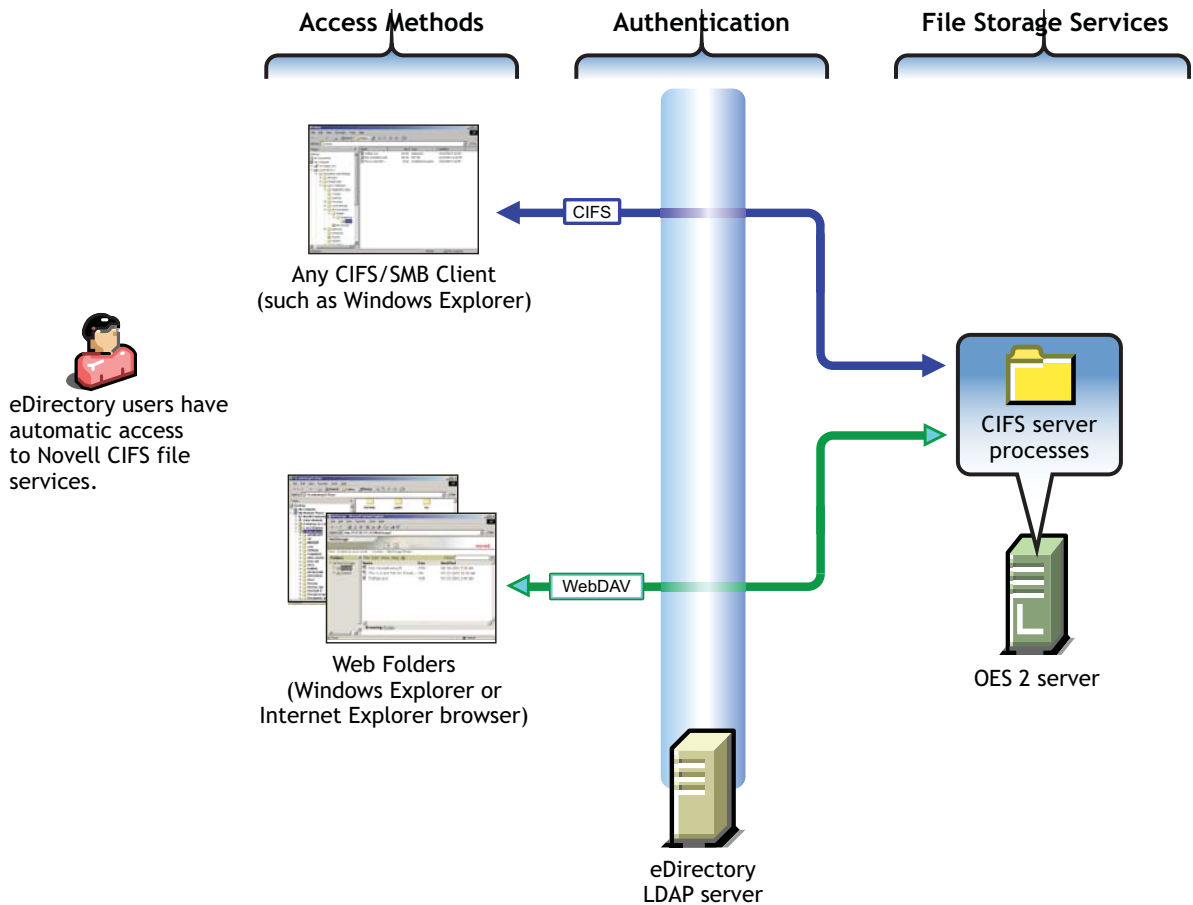 Access Methods
Authentication
File Storage Services
CIFS
Any CIFS/SMB Client
(such as Windows Explorer)
eDirectory users have
automatic access
to Novell CIFS file
services.
CIFS server
processes
WebDAV
Web Folders
(Windows Explorer or
Internet Explorer browser)
OES 2 server
eDirectory
LDAP server